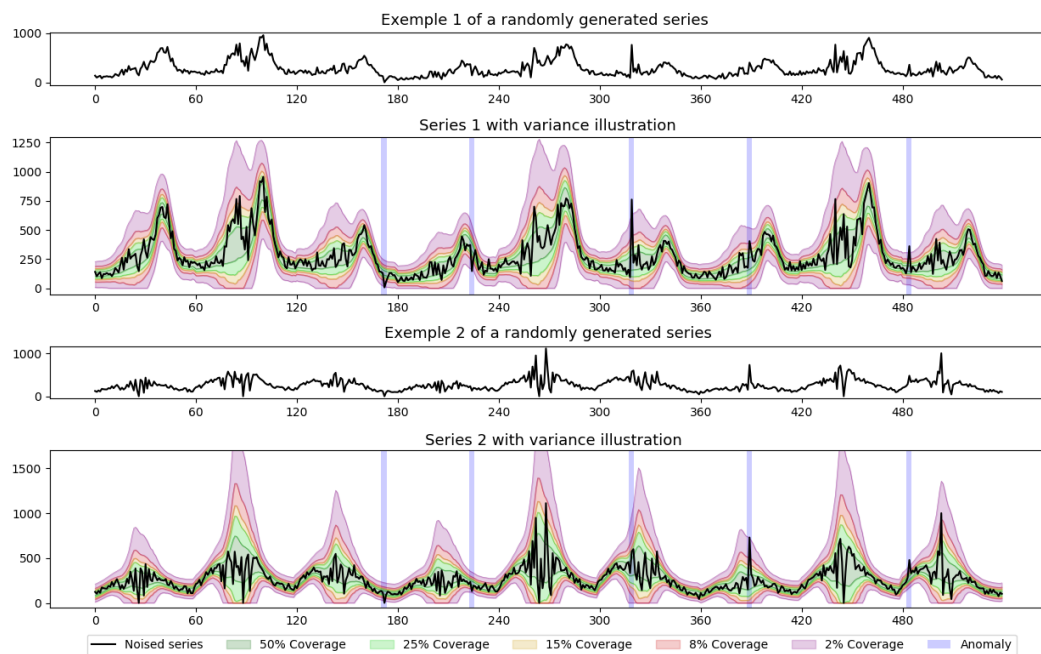 Exemple 1 of a randomly generated series
1000
0
0 60 120 180 240 300 360 420 480
Series 1 with variance illustration
1250
1000
750
500
250
0
0 60 120 180 240 300 360 420 480
Exemple 2 of a randomly generated series
1000
0
0 60 120 180 240 300 360 420 480
Series 2 with variance illustration
1500
1000
500
0
0 60 120 180 240 300 360 420 480
Noised series 50% Coverage 25% Coverage 15% Coverage 8% Coverage 2% Coverage Anomaly